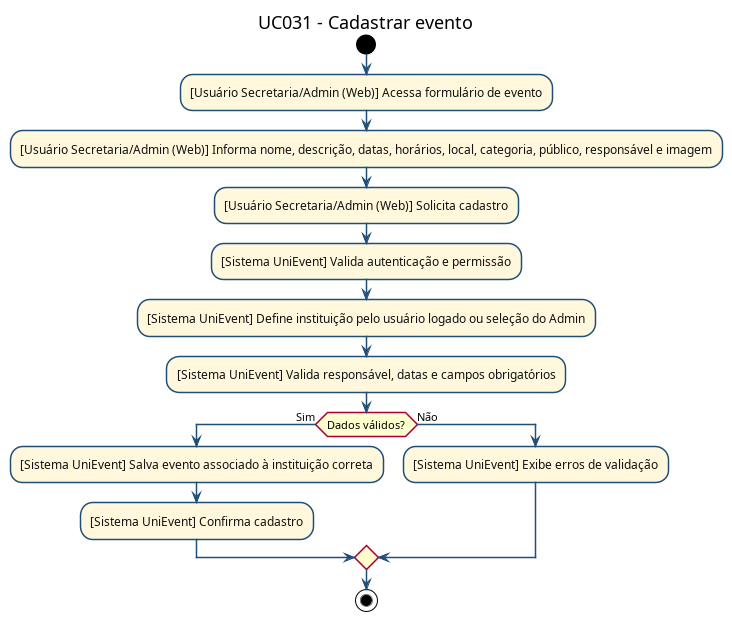 UC031 - Cadastrar evento
[Usuário Secretaria/Admin (Web)] Acessa formulário de evento
[Usuário Secretaria/Admin (Web)] Informa nome, descrição, datas, horários, local, categoria, público, responsável e imagem
[Usuário Secretaria/Admin (Web)] Solicita cadastro
[Sistema UniEvent] Valida autenticação e permissão
[Sistema UniEvent] Define instituição pelo usuário logado ou seleção do Admin
[Sistema UniEvent] Valida responsável, datas e campos obrigatórios
Sim
Dados válidos?
Não
[Sistema UniEvent] Salva evento associado à instituição correta
[Sistema UniEvent] Exibe erros de validação
[Sistema UniEvent] Confirma cadastro